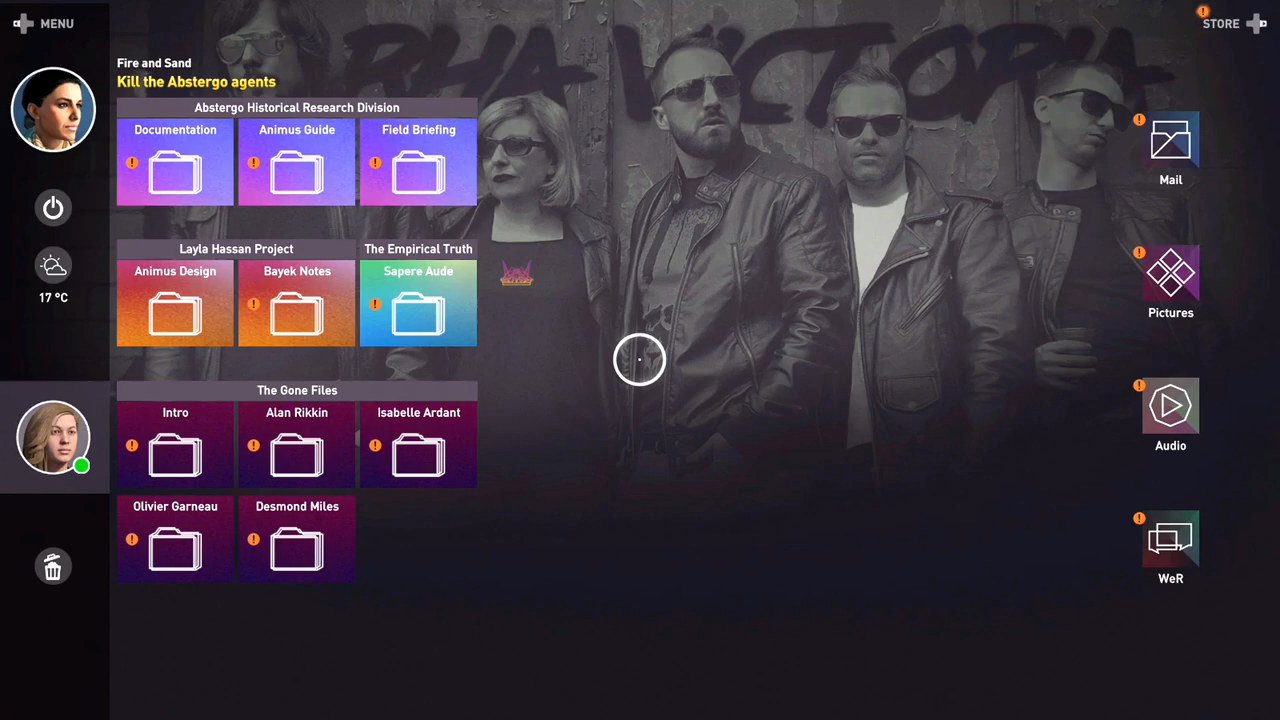 MENU
STORE
Fire and Sand
Kill the Abstergo agents
Abstergo Historical Research Division
Documentation
Animus Guide
Field Briefing
Layla Hassan Project
The Empirical Truth
Animus Design
Bayek Notes
Sapere Aude
17 °C
The Gone Files
Intro
Alan Rikkin
Isabelle Ardant
Olivier Garneau
Desmond Miles
Mail
Pictures
Audio
WeR
VICTORIA